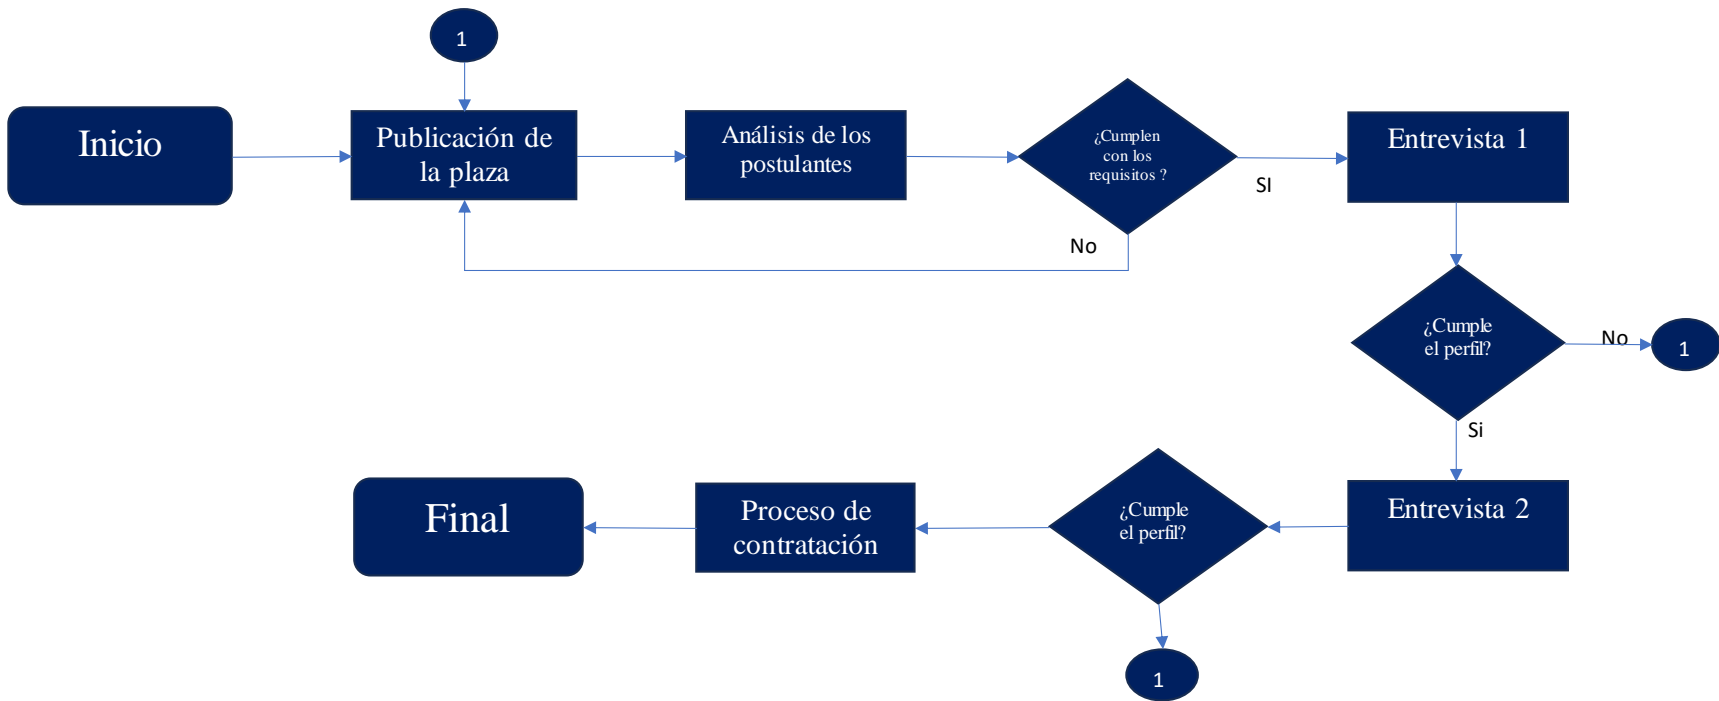 1
Inicio
Publicación de
la plaza
Análisis de los
postulantes
¿Cumplen
con los
requisitos ?
SI
Entrevista 1
No
¿Cumple
el perfil?
No
1
Si
Entrevista 2
¿Cumple
el perfil?
Proceso de
contratación
Final
1